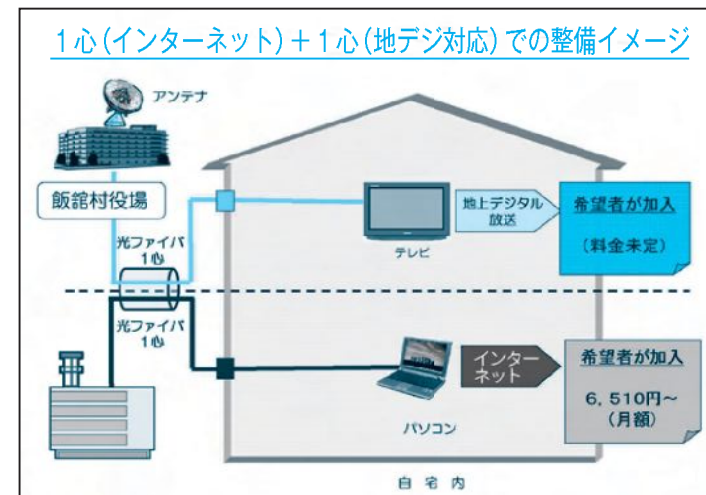 1心(インターネット)+1心(地デジ対応)での整備イメージ
アンテナ
飯舘村役場
光ファイバ
1心
テレビ
地上デジタル
放送
希望者が加入
(料金未定)
光ファイバ
1心
パソコン
インター
ネット
希望者が加入
6,510円~
(月額)
自宅内